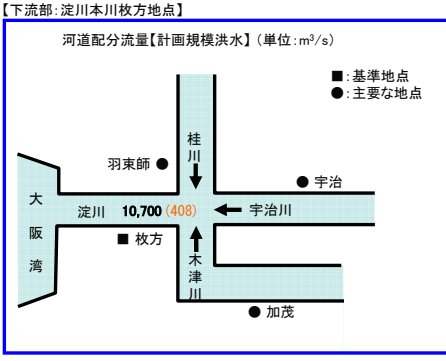 【下流部:淀川本川枚方地点】
河道配分流量【計画規模洪水】(単位:m³/s)
■:基準地点
●:主要な地点
桂川
羽束師 ●
● 宇治
大阪湾
淀川 10,700 (408)
宇治川
■ 枚方
木津川
● 加茂